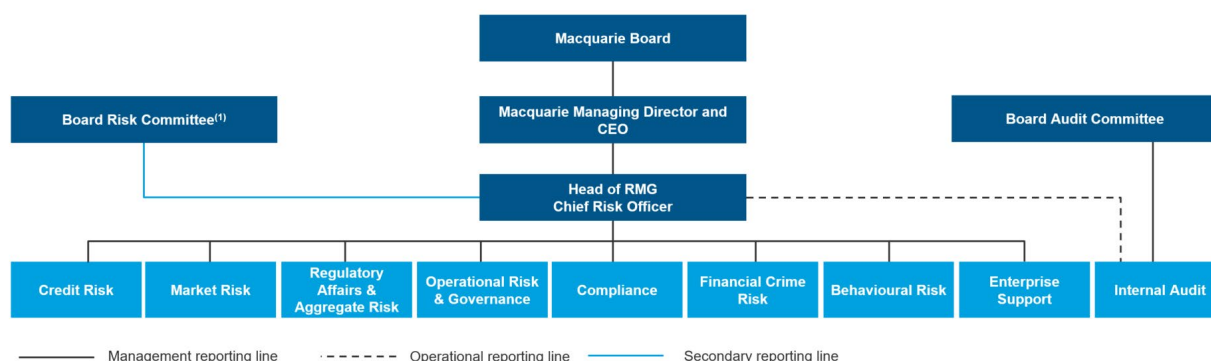 Macquarie Board
Board Risk Committee(1)
Macquarie Managing Director and
CEO
Board Audit Committee
Head of RMG
Chief Risk Officer
Credit Risk
Market Risk
Regulatory
Affairs &
Aggregate Risk
Operational Risk
& Governance
Compliance
Financial Crime
Risk
Behavioural Risk
Enterprise
Support
Internal Audit
Management reporting line
Operational reporting line
Secondary reporting line